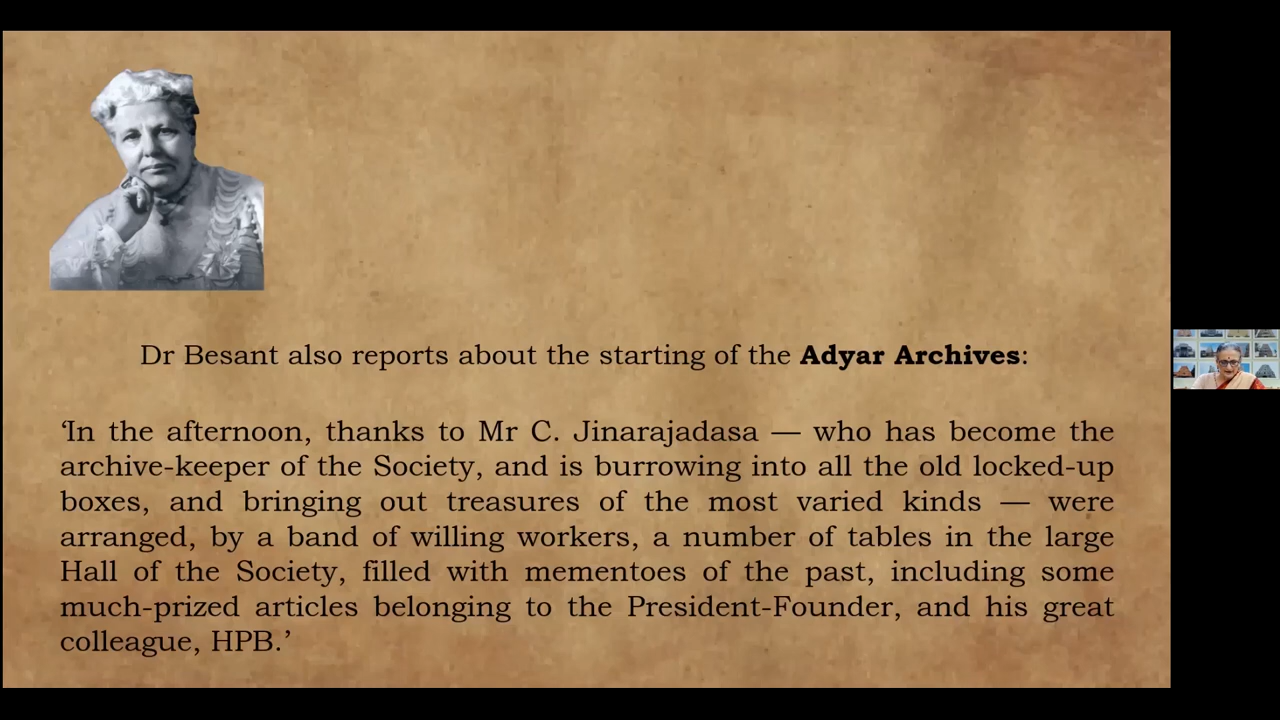 Dr Besant also reports about the starting of the Adyar Archives:
‘In the afternoon, thanks to Mr C. Jinarajadasa — who has become the
archive-keeper of the Society, and is burrowing into all the old locked-up
boxes, and bringing out treasures of the most varied kinds — were
arranged, by a band of willing workers, a number of tables in the large
Hall of the Society, filled with mementoes of the past, including some
much-prized articles belonging to the President-Founder, and his great
colleague, HPB.’